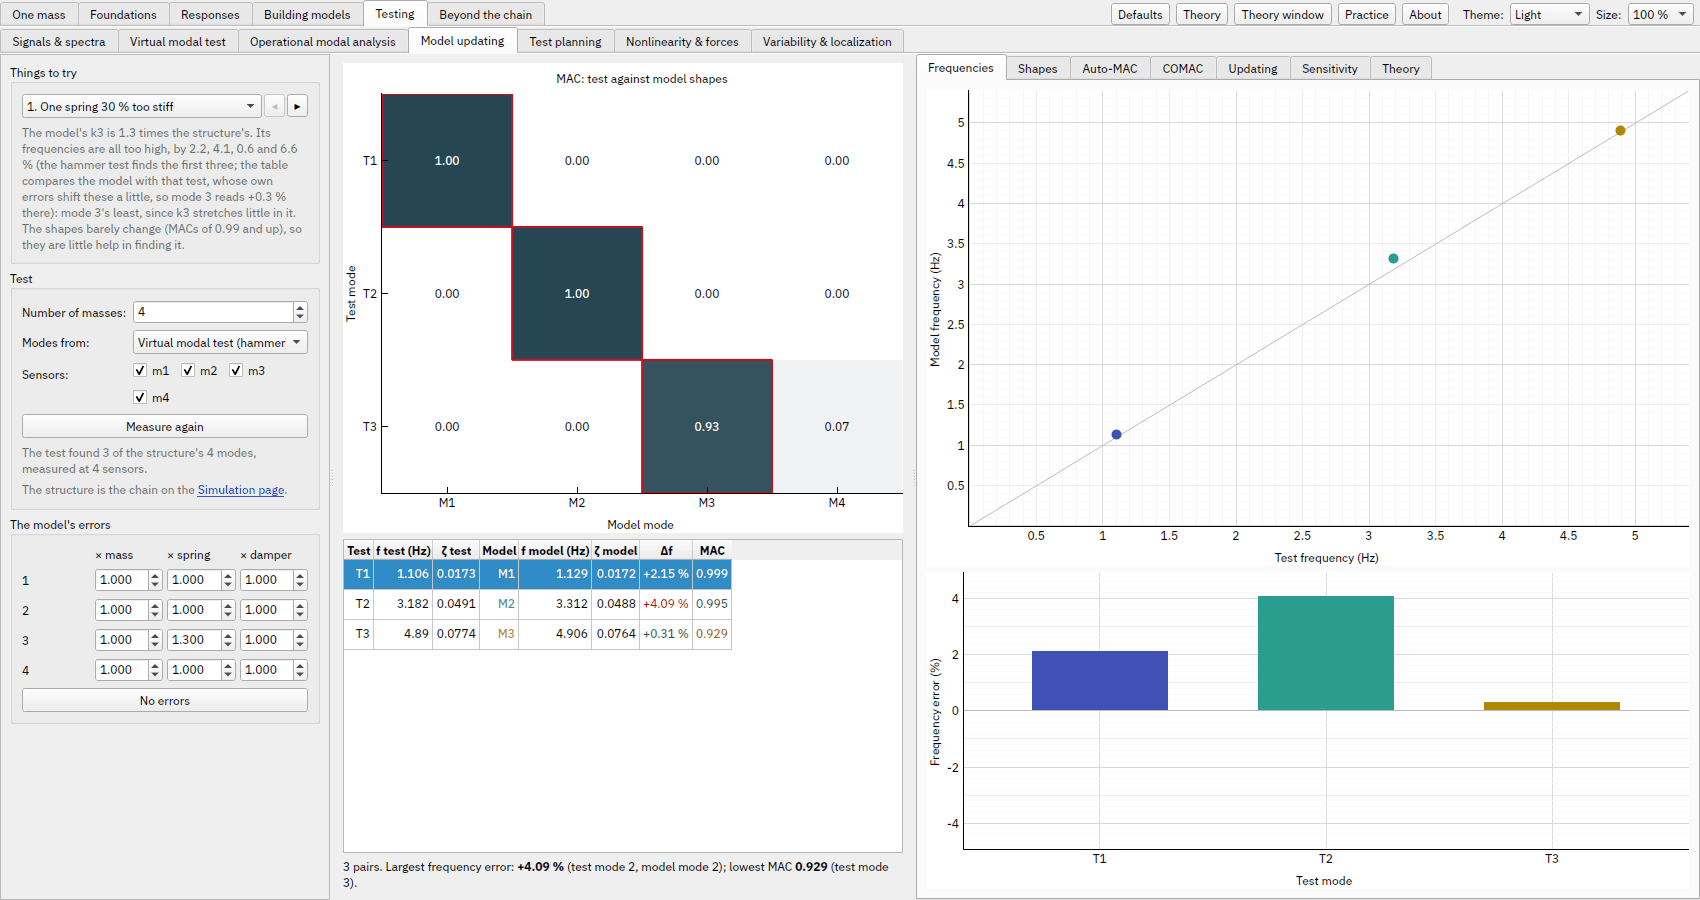 One mass
Foundations
Responses
Building models
Testing
Beyond the chain
Defaults
Theory
Theory window
Practice
About
Theme:
Light
Size:
100 %
Signals & spectra
Virtual modal test
Operational modal analysis
Model updating
Test planning
Nonlinearity & forces
Variability & localization
Things to try
1. One spring 30 % too stiff
The model's k3 is 1.3 times the structure's. Its
frequencies are all too high, by 2.2, 4.1, 0.6 and 6.6
% (the hammer test finds the first three; the table
compares the model with that test, whose own
errors shift these a little, so mode 3 reads +0.3 %
there): mode 3's least, since k3 stretches little in it.
The shapes barely change (MACs of 0.99 and up), so
they are little help in finding it.
Test
Number of masses: 4
Modes from: Virtual modal test (hammer
Sensors: m1 m2 m3
m4
Measure again
The test found 3 of the structure's 4 modes,
measured at 4 sensors.
The structure is the chain on the Simulation page.
The model's errors
× mass × spring × damper
1 1.000 1.000 1.000
2 1.000 1.000 1.000
3 1.000 1.300 1.000
4 1.000 1.000 1.000
No errors
MAC: test against model shapes
Test mode
T1 1.00 0.00 0.00 0.00
T2 0.00 1.00 0.00 0.00
T3 0.00 0.00 0.93 0.07
M1 M2 M3 M4
Model mode
Test f test (Hz) ζ test Model f model (Hz) ζ model Δf MAC
T1 1.106 0.0173 M1 1.129 0.0172 +2.15 % 0.999
T2 3.182 0.0491 M2 3.312 0.0488 +4.09 % 0.995
T3 4.89 0.0774 M3 4.906 0.0764 +0.31 % 0.929
3 pairs. Largest frequency error: +4.09 % (test mode 2, model mode 2); lowest MAC 0.929 (test mode
3).
Frequencies
Shapes
Auto-MAC
COMAC
Updating
Sensitivity
Theory
Model frequency (Hz)
5
4.5
4
3.5
3
2.5
2
1.5
1
0.5
0.5 1 1.5 2 2.5 3 3.5 4 4.5 5
Test frequency (Hz)
Frequency error (%)
4
2
0
-2
-4
T1 T2 T3
Test mode